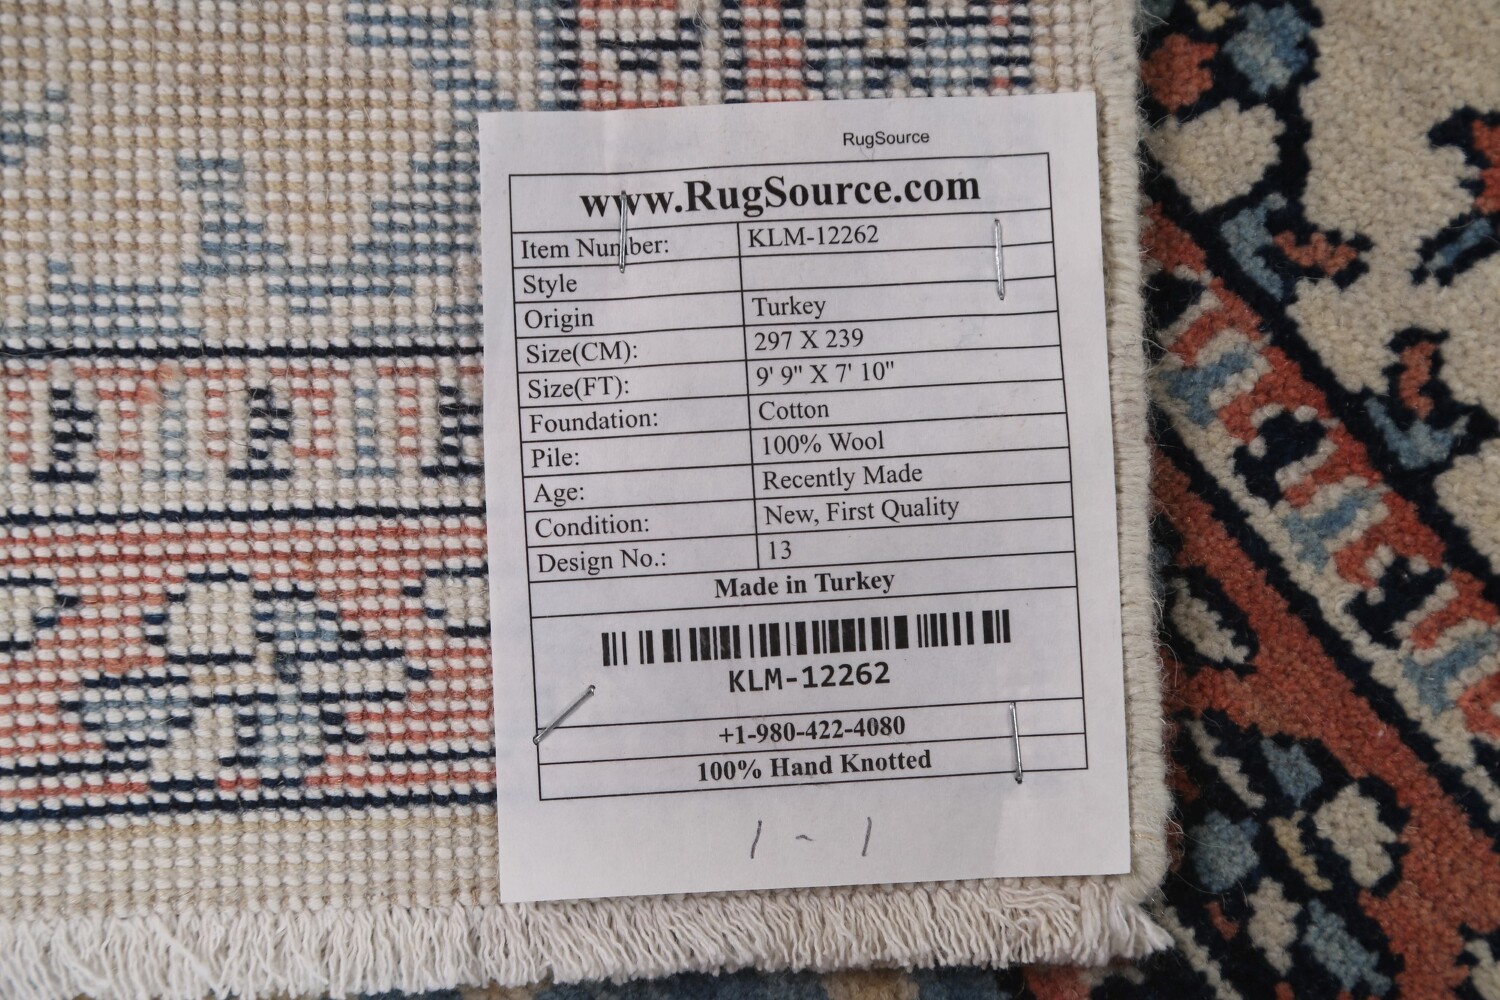 RugSource
www.RugSource.com
Item Number: KLM-12262
Style
Origin Turkey
Size(CM): 297 X 239
Size(FT): 9' 9" X 7' 10"
Foundation: Cotton
Pile: 100% Wool
Age: Recently Made
Condition: New, First Quality
Design No.: 13
Made in Turkey
KLM-12262
+1-980-422-4080
100% Hand Knotted
1 - 1